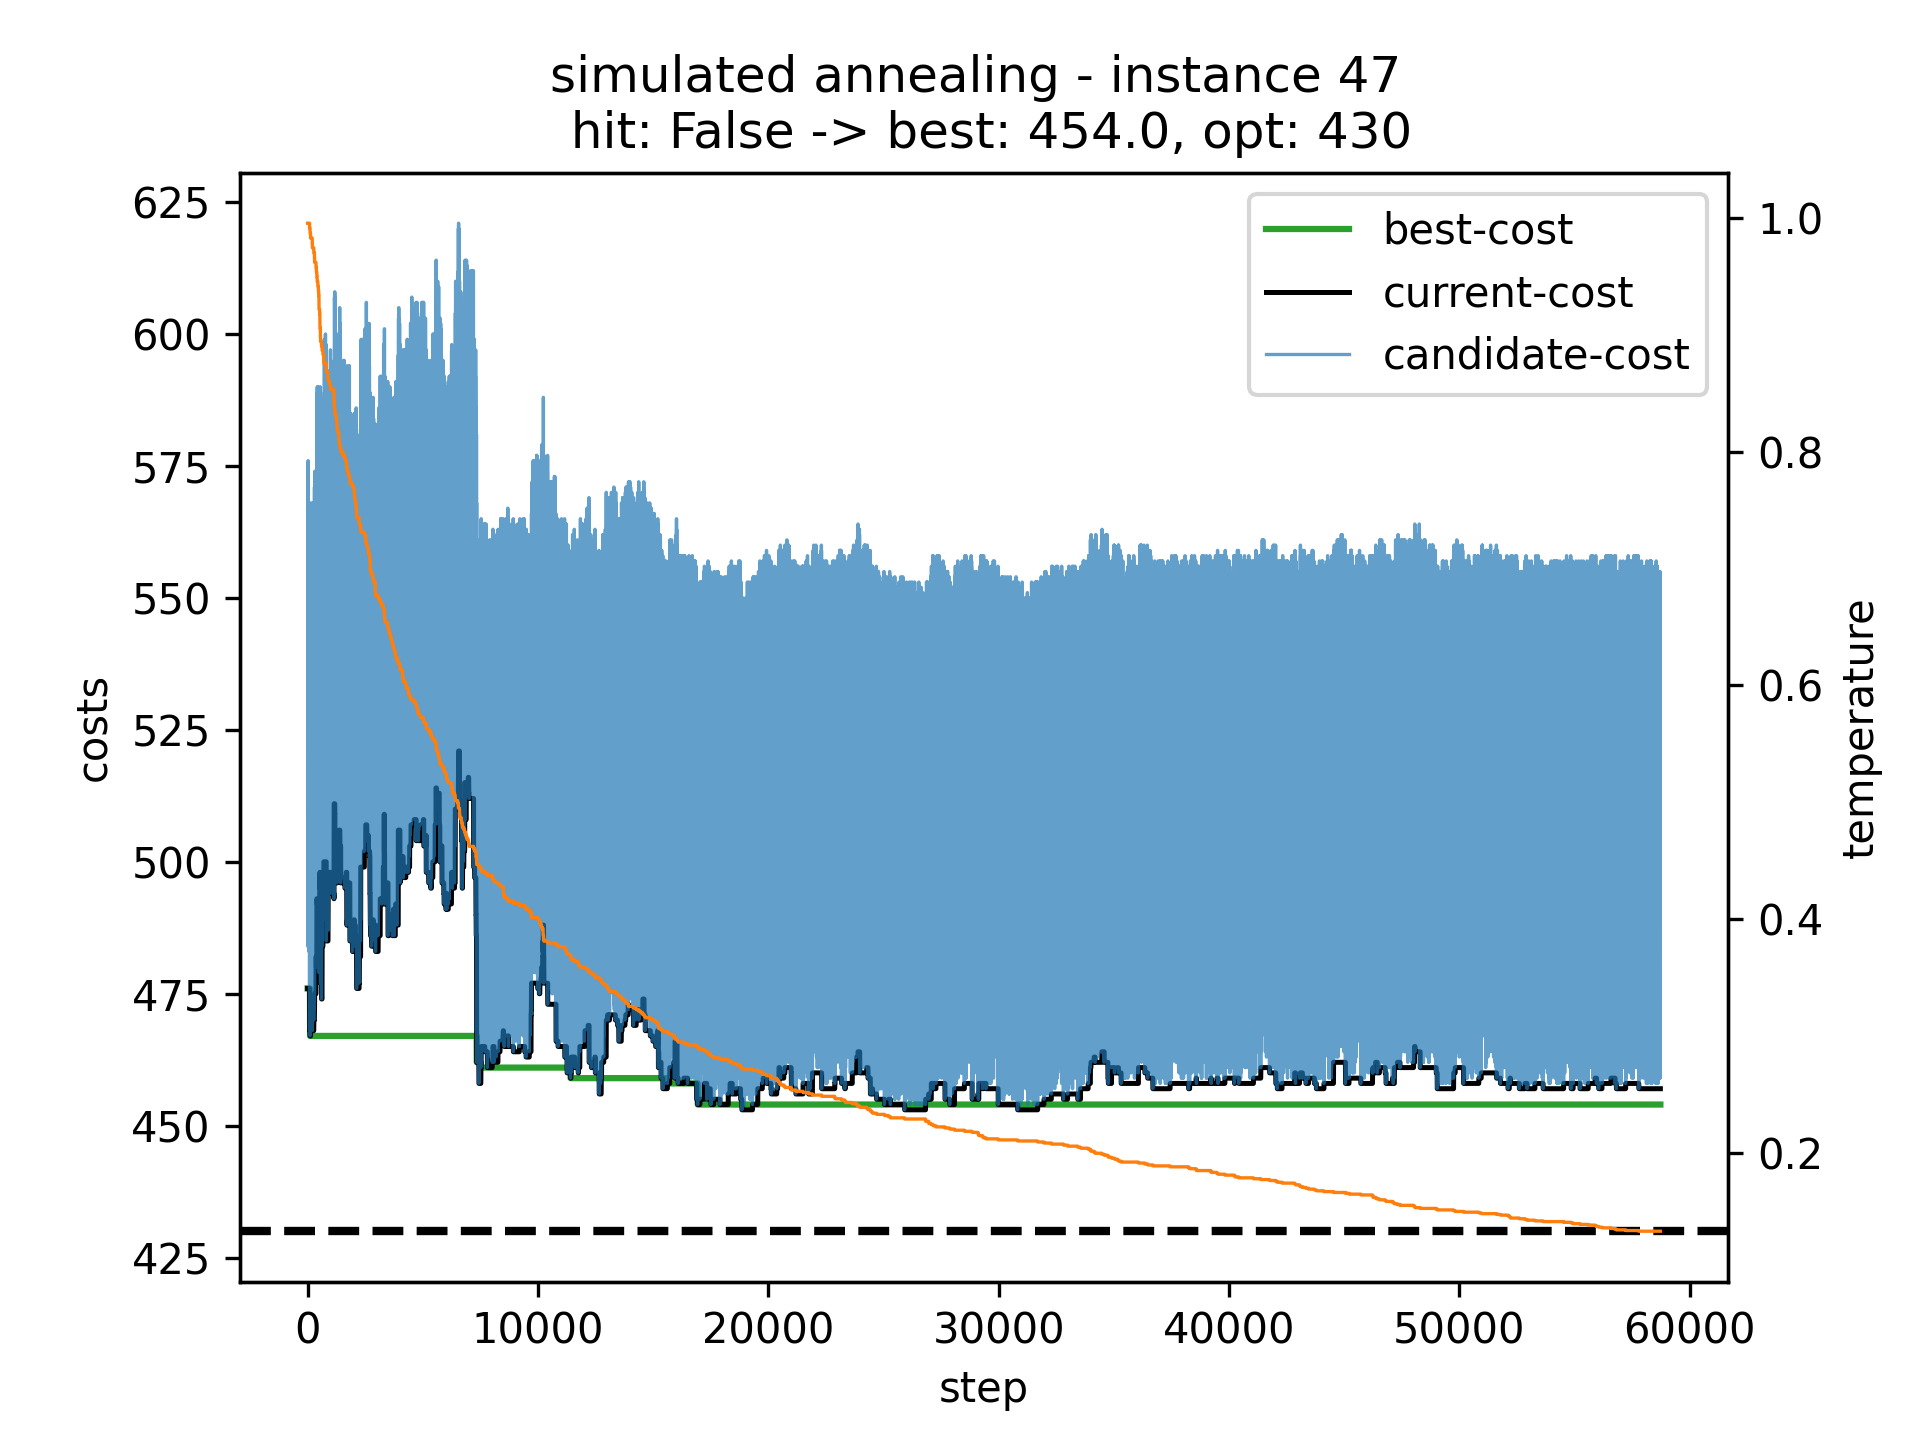 simulated annealing - instance 47
hit: False -> best: 454.0, opt: 430
best-cost
current-cost
candidate-cost
625
600
575
550
525
500
475
450
425
costs
1.0
0.8
0.6
0.4
0.2
temperature
0
10000
20000
30000
40000
50000
60000
step